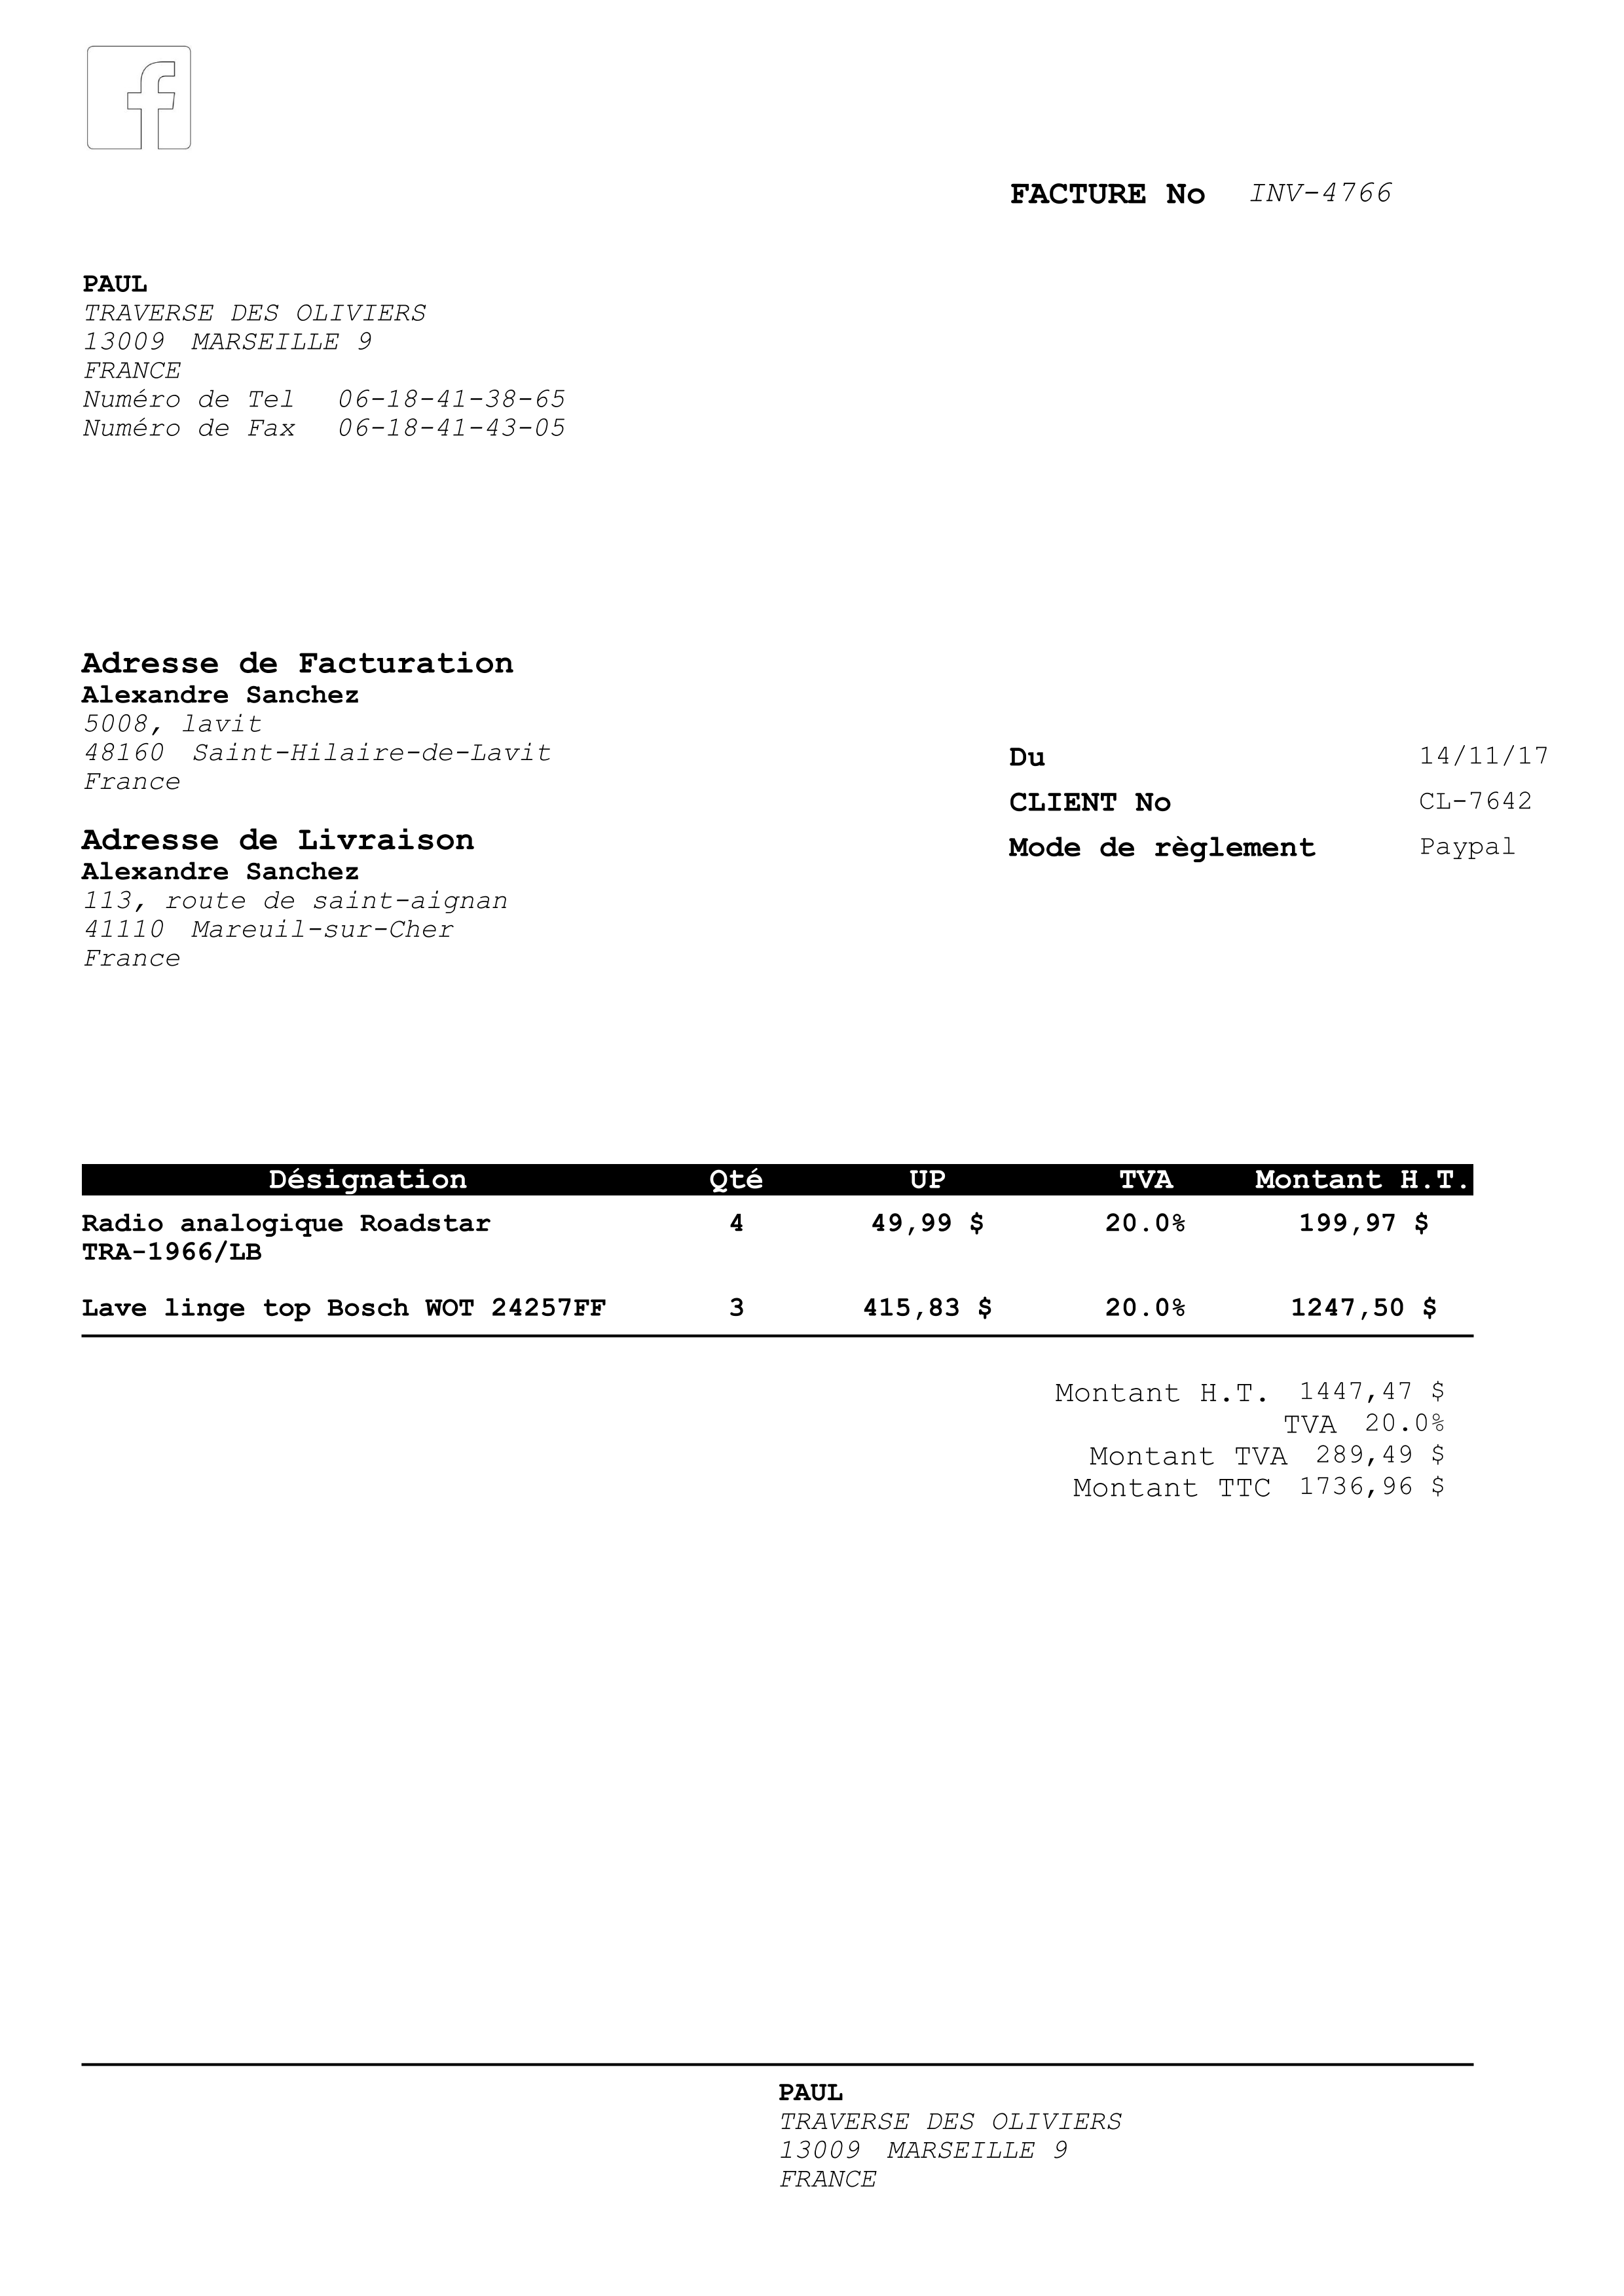 f
FACTURE No INV-4766
PAUL
TRAVERSE DES OLIVIERS
13009 MARSEILLE 9
FRANCE
Numéro de Tel 06-18-41-38-65
Numéro de Fax 06-18-41-43-05
Adresse de Facturation
Alexandre Sanchez
5008, lavit
48160 Saint-Hilaire-de-Lavit
France
Du 14/11/17
CLIENT No CL-7642
Mode de règlement Paypal
Adresse de Livraison
Alexandre Sanchez
113, route de saint-aignan
41110 Mareuil-sur-Cher
France
Désignation Qté UP TVA Montant H.T.
Radio analogique Roadstar 4 49,99 $ 20.0% 199,97 $
TRA-1966/LB
Lave linge top Bosch WOT 24257FF 3 415,83 $ 20.0% 1247,50 $
Montant H.T. 1447,47 $
TVA 20.0%
Montant TVA 289,49 $
Montant TTC 1736,96 $
PAUL
TRAVERSE DES OLIVIERS
13009 MARSEILLE 9
FRANCE